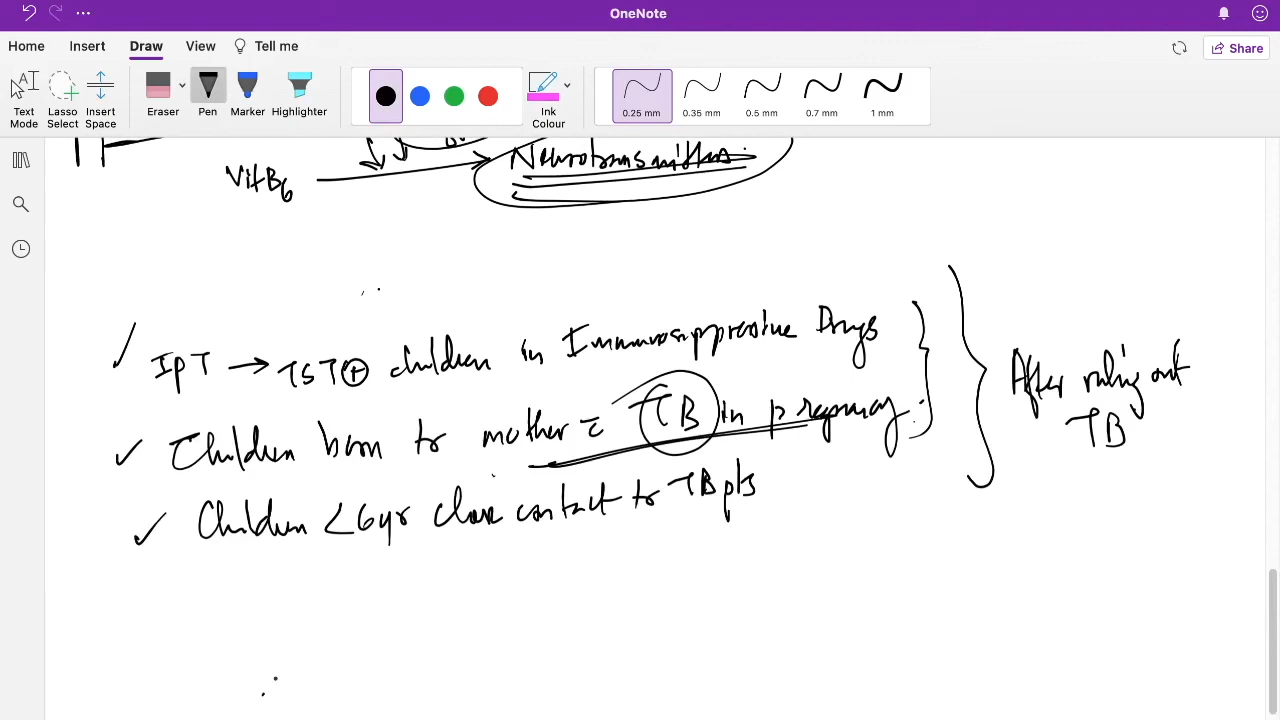 OneNote
Home Insert Draw View Tell me
Share
Text Mode
Lasso Select
Insert Space
Eraser
Pen
Marker
Highlighter
Ink Colour
0.25 mm
0.35 mm
0.5 mm
0.7 mm
1 mm
Neurotransmitters
VitB6
IPT → TST + children in Immunosuppressive Drugs
Children born to mother c TB in pregnancy
Children <6yr close contact to TB pts
After ruling out
TB